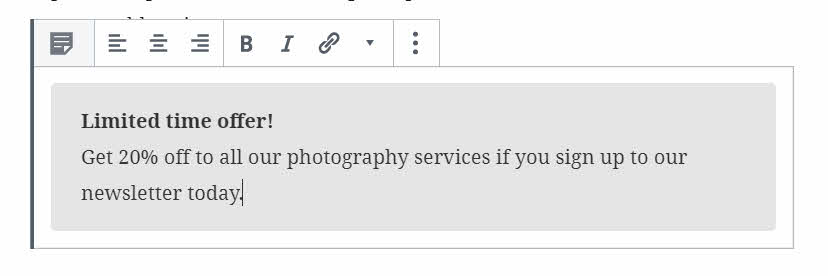 B I
Limited time offer!
Get 20% off to all our photography services if you sign up to our
newsletter today.